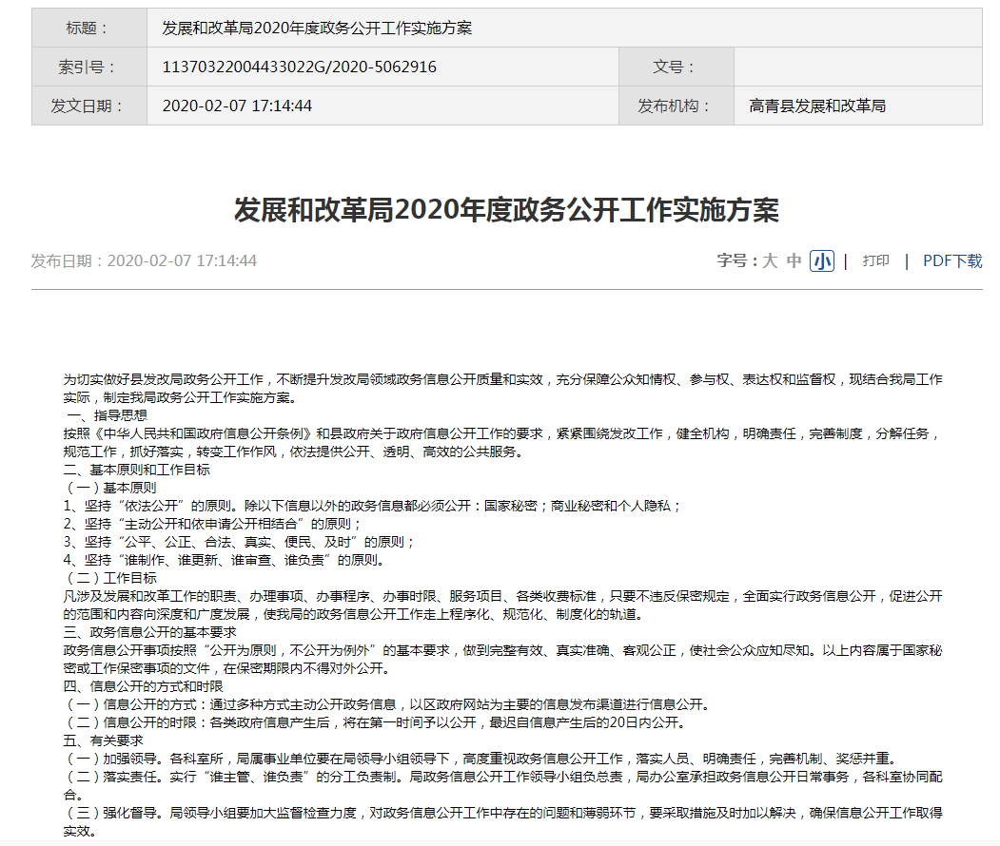 标题：
发展和改革局2020年度政务公开工作实施方案
索引号：
11370322004433022G/2020-5062916
文号：
发文日期：
2020-02-07 17:14:44
发布机构：
高青县发展和改革局
发展和改革局2020年度政务公开工作实施方案
发布日期：2020-02-07 17:14:44
字号：大 中 小 | 打印 | PDF下载
为切实做好县发改局政务公开工作，不断提升发改局领域政务信息公开质量和实效，充分保障公众知情权、参与权、表达权和监督权，现结合我局工作
实际，制定我局政务公开工作实施方案。
一、指导思想
按照《中华人民共和国政府信息公开条例》和县政府关于政府信息公开工作的要求，紧紧围绕发改工作，健全机构，明确责任，完善制度，分解任务，
规范工作，抓好落实，转变工作作风，依法提供公开、透明、高效的公共服务。
二、基本原则和工作目标
（一）基本原则
1、坚持“依法公开”的原则。除以下信息以外的政务信息都必须公开：国家秘密；商业秘密和个人隐私；
2、坚持“主动公开和依申请公开相结合”的原则；
3、坚持“公平、公正、合法、真实、便民、及时”的原则；
4、坚持“谁制作、谁更新、谁审查、谁负责”的原则。
（二）工作目标
凡涉及发展和改革工作的职责、办理事项、办事程序、办事时限、服务项目、各类收费标准，只要不违反保密规定，全面实行政务信息公开，促进公开
的范围和内容向深度和广度发展，使我局的政务信息公开工作走上程序化、规范化、制度化的轨道。
三、政务信息公开的基本要求
政务信息公开事项按照“公开为原则，不公开为例外”的基本要求，做到完整有效、真实准确、客观公正，使社会公众应知尽知。以上内容属于国家秘
密或工作保密事项的文件，在保密期限内不得对外公开。
四、信息公开的方式和时限
（一）信息公开的方式：通过多种方式主动公开政务信息，以区政府网站为主要的信息发布渠道进行信息公开。
（二）信息公开的时限：各类政府信息产生后，将在第一时间予以公开，最迟自信息产生后的20日内公开。
五、有关要求
（一）加强领导。各科室所，局属事业单位要在局领导小组领导下，高度重视政务信息公开工作，落实人员、明确责任，完善机制、奖惩并重。
（二）落实责任。实行“谁主管、谁负责”的分工负责制。局政务信息公开工作领导小组负总责，局办公室承担政务信息公开日常事务，各科室协同配
合。
（三）强化督导。局领导小组要加大监督检查力度，对政务信息公开工作中存在的问题和薄弱环节，要采取措施及时加以解决，确保信息公开工作取得
实效。